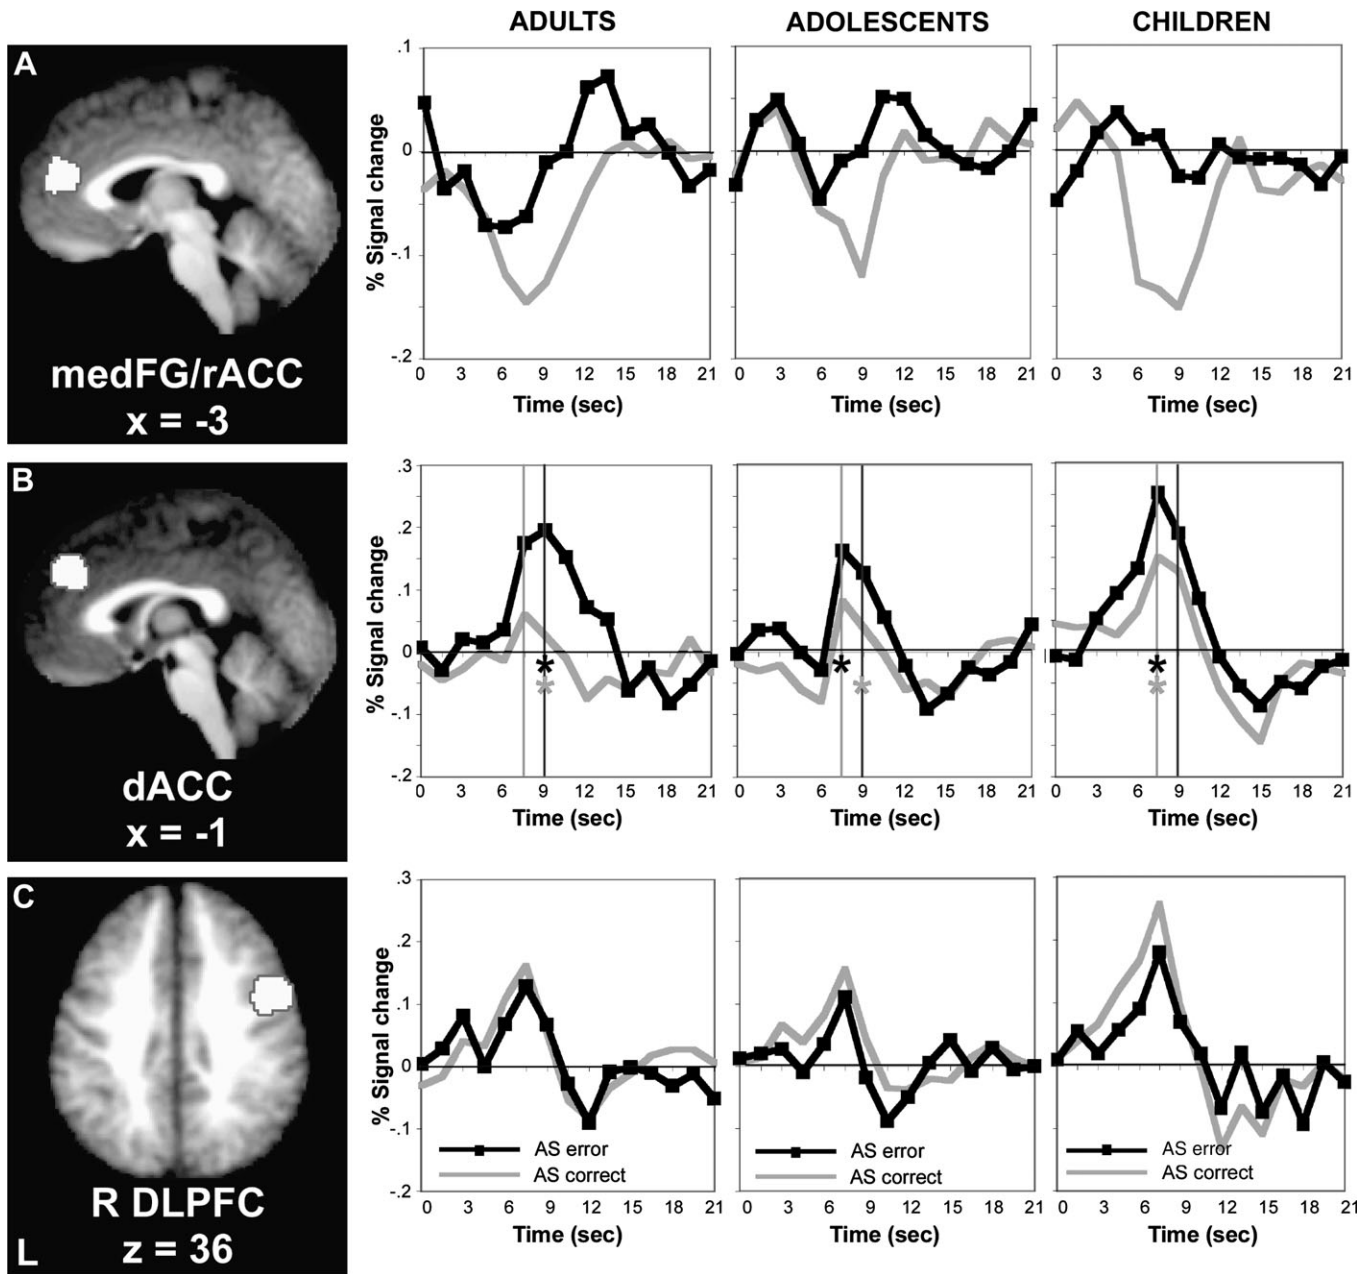 ADULTS ADOLESCENTS CHILDREN
A
medFG/rACC
x = -3
% Signal change
.1
0
-.1
-.2
0 3 6 9 12 15 18 21
Time (sec)
0 3 6 9 12 15 18 21
Time (sec)
0 3 6 9 12 15 18 21
Time (sec)
B
dACC
x = -1
% Signal change
.3
.2
.1
0
-.1
-.2
*
*
0 3 6 9 12 15 18 21
Time (sec)
*
*
0 3 6 9 12 15 18 21
Time (sec)
*
*
0 3 6 9 12 15 18 21
Time (sec)
C
R DLPFC
L z = 36
% Signal change
.3
.2
.1
0
-.1
-.2
AS error
AS correct
0 3 6 9 12 15 18 21
Time (sec)
AS error
AS correct
0 3 6 9 12 15 18 21
Time (sec)
AS error
AS correct
0 3 6 9 12 15 18 21
Time (sec)